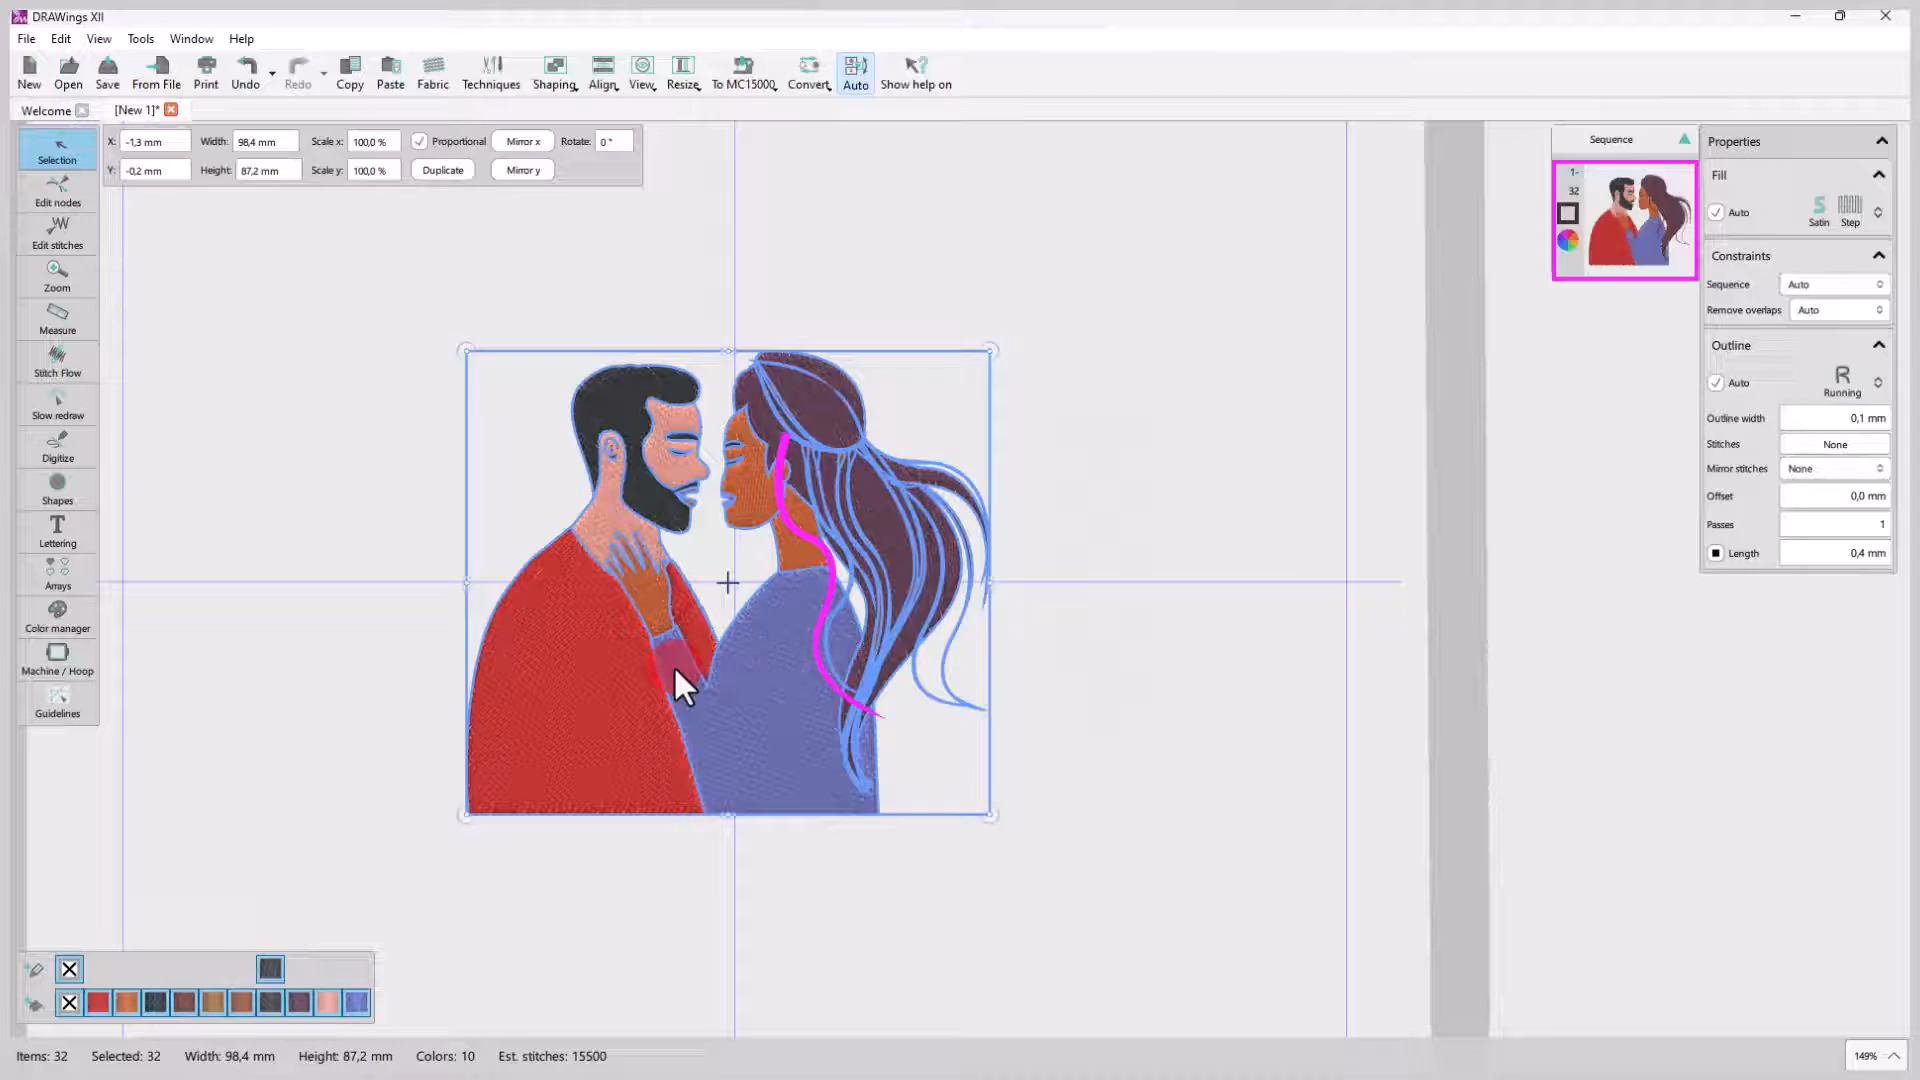 DRAWings XII
File Edit View Tools Window Help
New Open Save From File Print Undo Redo Copy Paste Fabric Techniques Shaping Align View Resize To MC15000 Convert Auto Show help on
Welcome [New 1]*
Selection
Edit nodes
Edit stitches
Zoom
Measure
Stitch Flow
Slow redraw
Digitize
Shapes
Lettering
Arrays
Color manager
Machine / Hoop
Guidelines
X: -1,3 mm Width: 98,4 mm Scale x: 100,0 % Proportional Mirror x Rotate: 0 °
Y: -0,2 mm Height: 87,2 mm Scale y: 100,0 % Duplicate Mirror y
Sequence
1-
32
Properties
Fill
Auto Satin Step
Constraints
Sequence Auto
Remove overlaps Auto
Outline
Auto Running
Outline width 0,1 mm
Stitches None
Mirror stitches None
Offset 0,0 mm
Passes 1
Length 0,4 mm
Items: 32 Selected: 32 Width: 98,4 mm Height: 87,2 mm Colors: 10 Est. stitches: 15500
149%